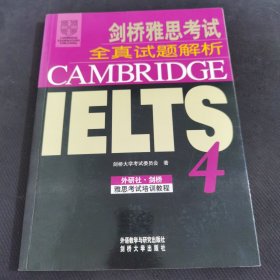 剑桥雅思考试
全真试题解析
CAMBRIDGE
IELTS
4
剑桥大学考试委员会 著
外研社·剑桥
雅思考试培训教程
外语教学与研究出版社
剑桥大学出版社